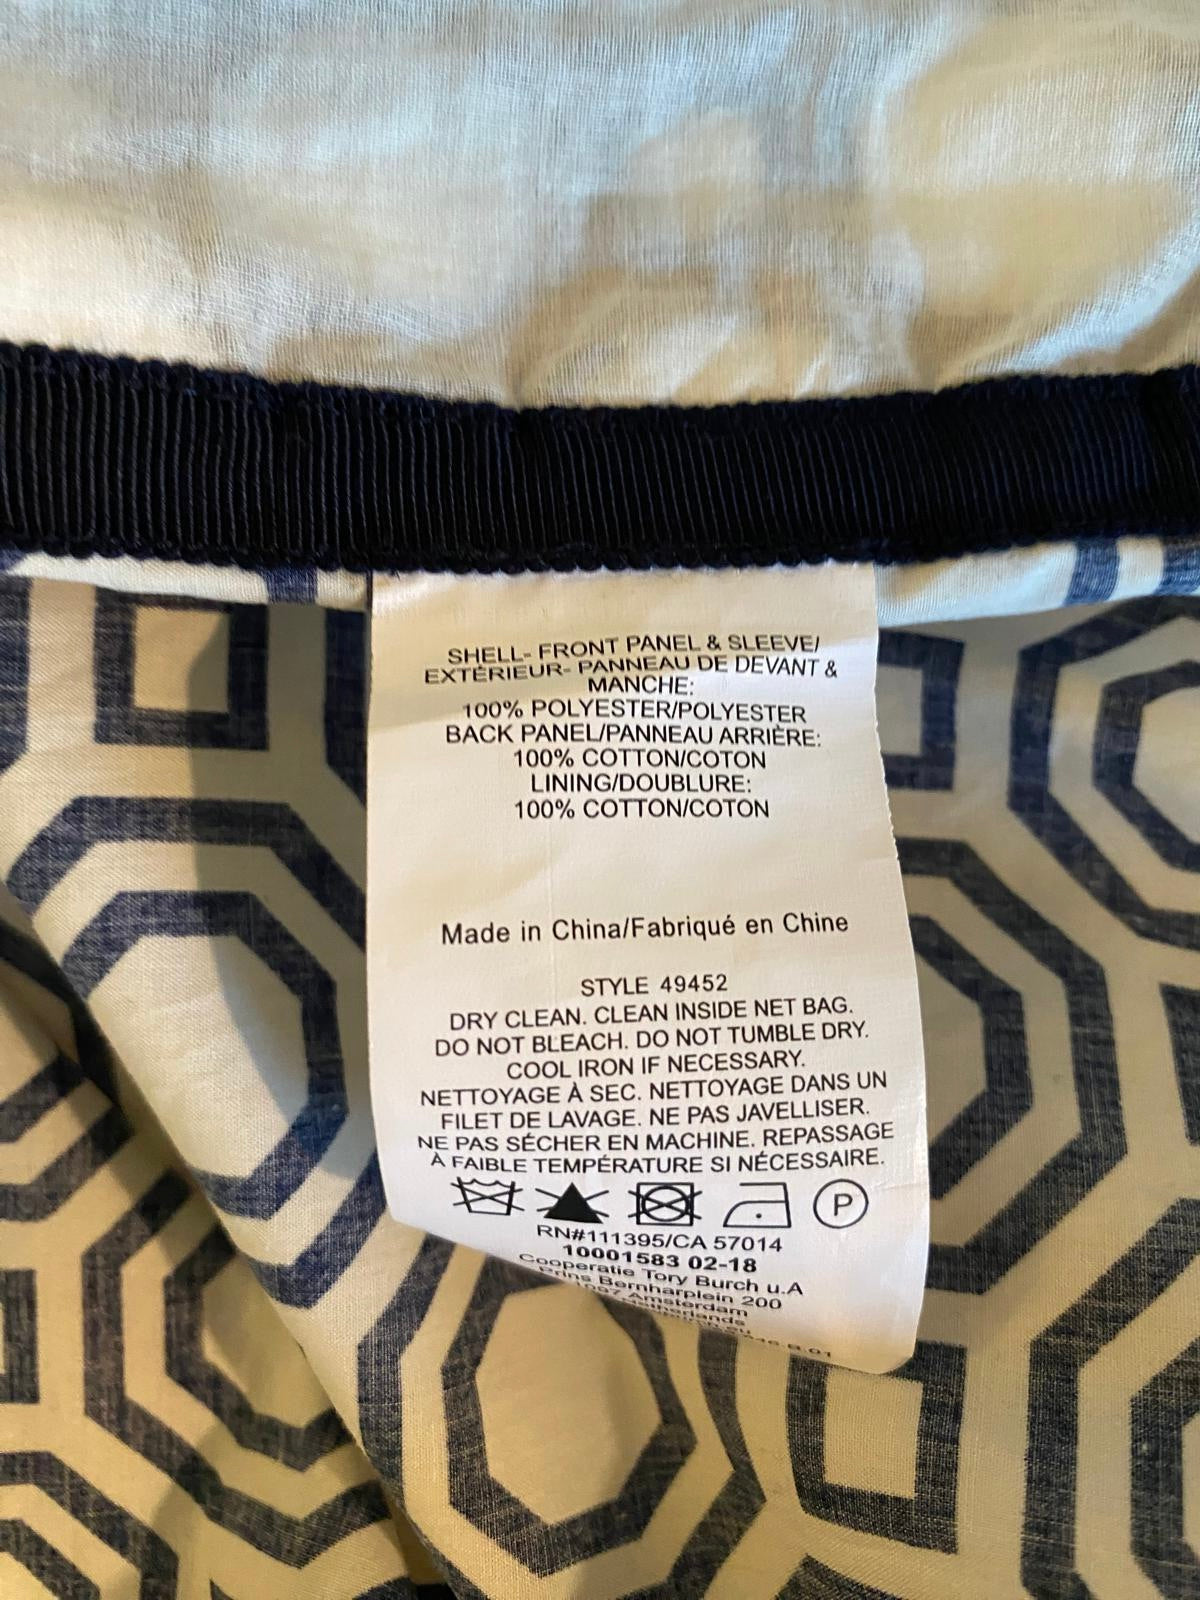 SHELL- FRONT PANEL & SLEEVE/
EXTÉRIEUR- PANNEAU DE DEVANT &
MANCHE:
100% POLYESTER/POLYESTER
BACK PANEL/PANNEAU ARRIÈRE:
100% COTTON/COTON
LINING/DOUBLURE:
100% COTTON/COTON
Made in China/Fabriqué en Chine
STYLE 49452
DRY CLEAN. CLEAN INSIDE NET BAG.
DO NOT BLEACH. DO NOT TUMBLE DRY.
COOL IRON IF NECESSARY.
NETTOYAGE À SEC. NETTOYAGE DANS UN
FILET DE LAVAGE. NE PAS JAVELLISER.
NE PAS SÉCHER EN MACHINE. REPASSAGE
À FAIBLE TEMPÉRATURE SI NÉCESSAIRE.
P
RN#111395/CA 57014
10001583 02-18
Cooperatie Tory Burch u.A
Prins Bernharplein 200
Amsterdam